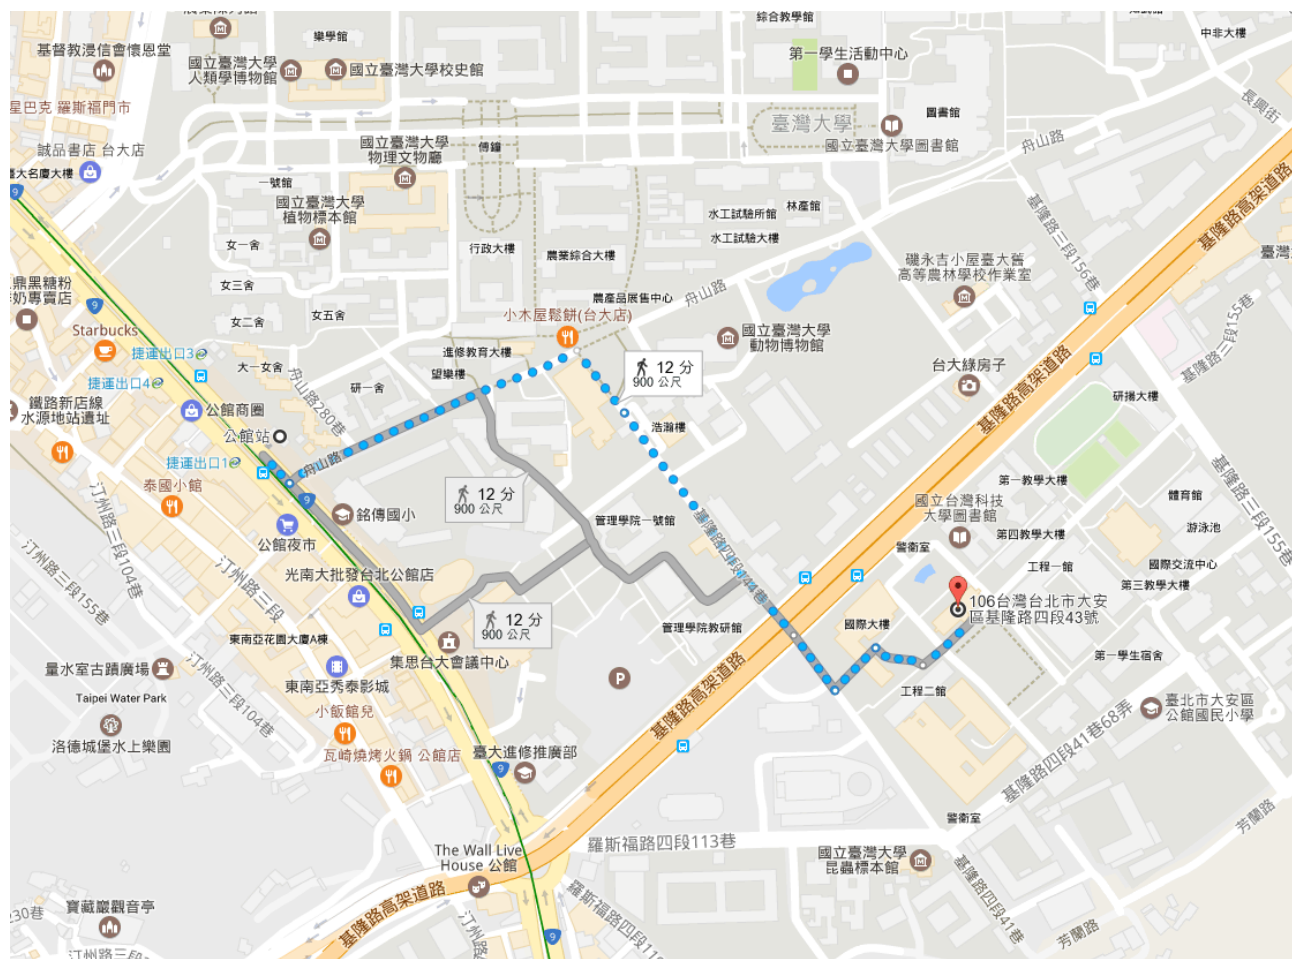 綜合教學館
中非大樓
樂學館
基督教浸信會懷恩堂
國立臺灣大學
人類學博物館
國立臺灣大學校史館
第一學生活動中心
星巴克 羅斯福門市
圖書館
長興街
臺灣大學
國立臺灣大學圖書館
舟山路
誠品書店 台大店
國立臺灣大學
物理文物廳
傅鐘
臺大名廈大樓
9
一號館
國立臺灣大學
植物標本館
水工試驗所館
林產館
水工試驗大樓
基隆路三段156巷
基隆路高架道路
女一舍
行政大樓
農業綜合大樓
磯永吉小屋臺大舊
高等農林學校作業室
女三舍
農產品展售中心
舟山路
9
小木屋鬆餅(台大店)
女二舍
女五舍
Starbucks
捷運出口3
進修教育大樓
國立臺灣大學
動物博物館
基隆路三段155巷
大一女舍
望樂樓
12 分
900 公尺
台大綠房子
捷運出口4
舟山路280巷
研一舍
基隆路高架道路
研揚大樓
鐵路新店線
水源地站遺址
公館商圈
公館站
浩瀚樓
捷運出口1
舟山路
第一教學大樓
基隆路三段155巷
泰國小館
12 分
900 公尺
國立台灣科技
大學圖書館
體育館
汀州路三段104巷
9
銘傳國小
管理學院一號館
基隆路四段144巷
游泳池
第四教學大樓
公館夜市
警衛室
汀州路三段155巷
汀州路三段
光南大批發台北公館店
工程一館
國際交流中心
第三教學大樓
12 分
900 公尺
106台灣台北市大安
區基隆路四段43號
東南亞花園大廈A棟
管理學院教研館
國際大樓
量水室古蹟廣場
集思台大會議中心
P
第一學生宿舍
東南亞秀泰影城
汀州路三段104巷
Taipei Water Park
基隆路高架道路
工程二館
臺北市大安區
公館國民小學
小飯館兒
洛德城堡水上樂園
瓦崎燒烤火鍋 公館店
臺大進修推廣部
9
基隆路四段41巷68弄
警衛室
芳蘭路
羅斯福路四段113巷
The Wall Live
House 公館
國立臺灣大學
昆蟲標本館
基隆路高架道路
基隆路四段41巷
寶藏巖觀音亭
230巷
芳蘭路
9
汀州路三段